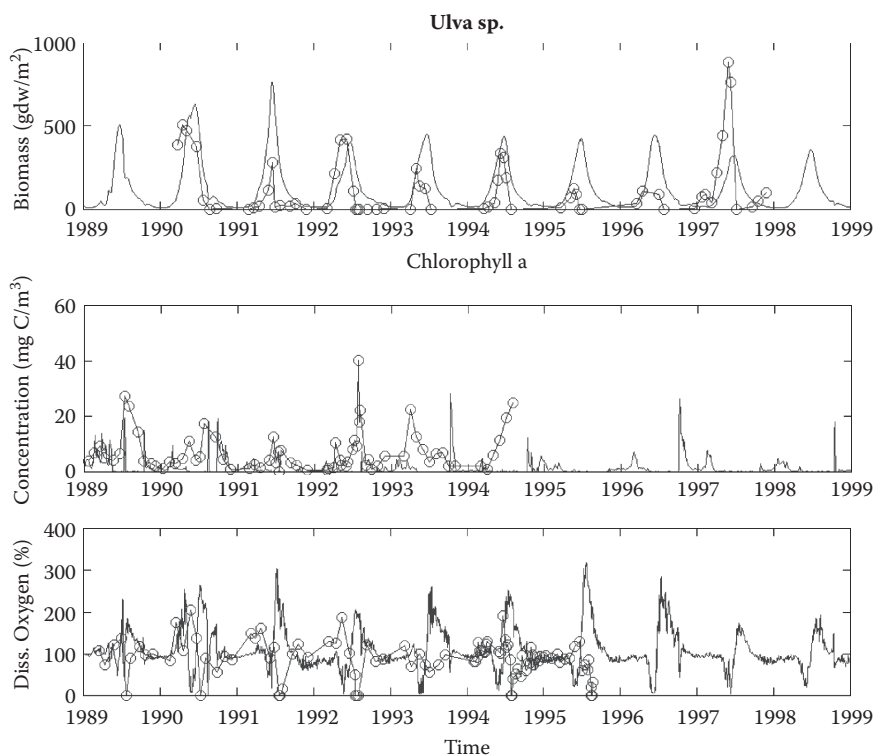 Ulva sp.
Biomass (gdw/m²)
1000
500
0
1989 1990 1991 1992 1993 1994 1995 1996 1997 1998 1999
Chlorophyll a
Concentration (mg C/m³)
60
40
20
0
1989 1990 1991 1992 1993 1994 1995 1996 1997 1998 1999
Diss. Oxygen (%)
400
300
200
100
0
1989 1990 1991 1992 1993 1994 1995 1996 1997 1998 1999
Time